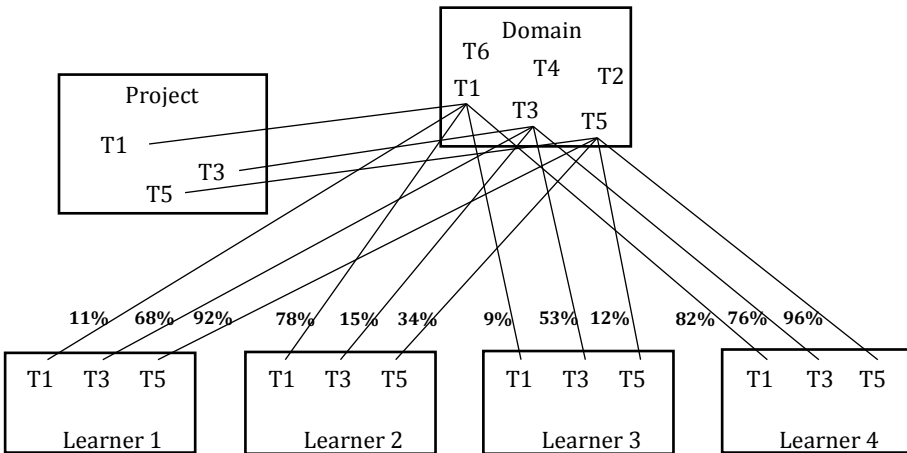 Domain
T6
T4
T2
T1
T3
T5
Project
T1
T3
T5
11% 68% 92% 78% 15% 34% 9% 53% 12% 82% 76% 96%
T1 T3 T5 T1 T3 T5 T1 T3 T5 T1 T3 T5
Learner 1 Learner 2 Learner 3 Learner 4